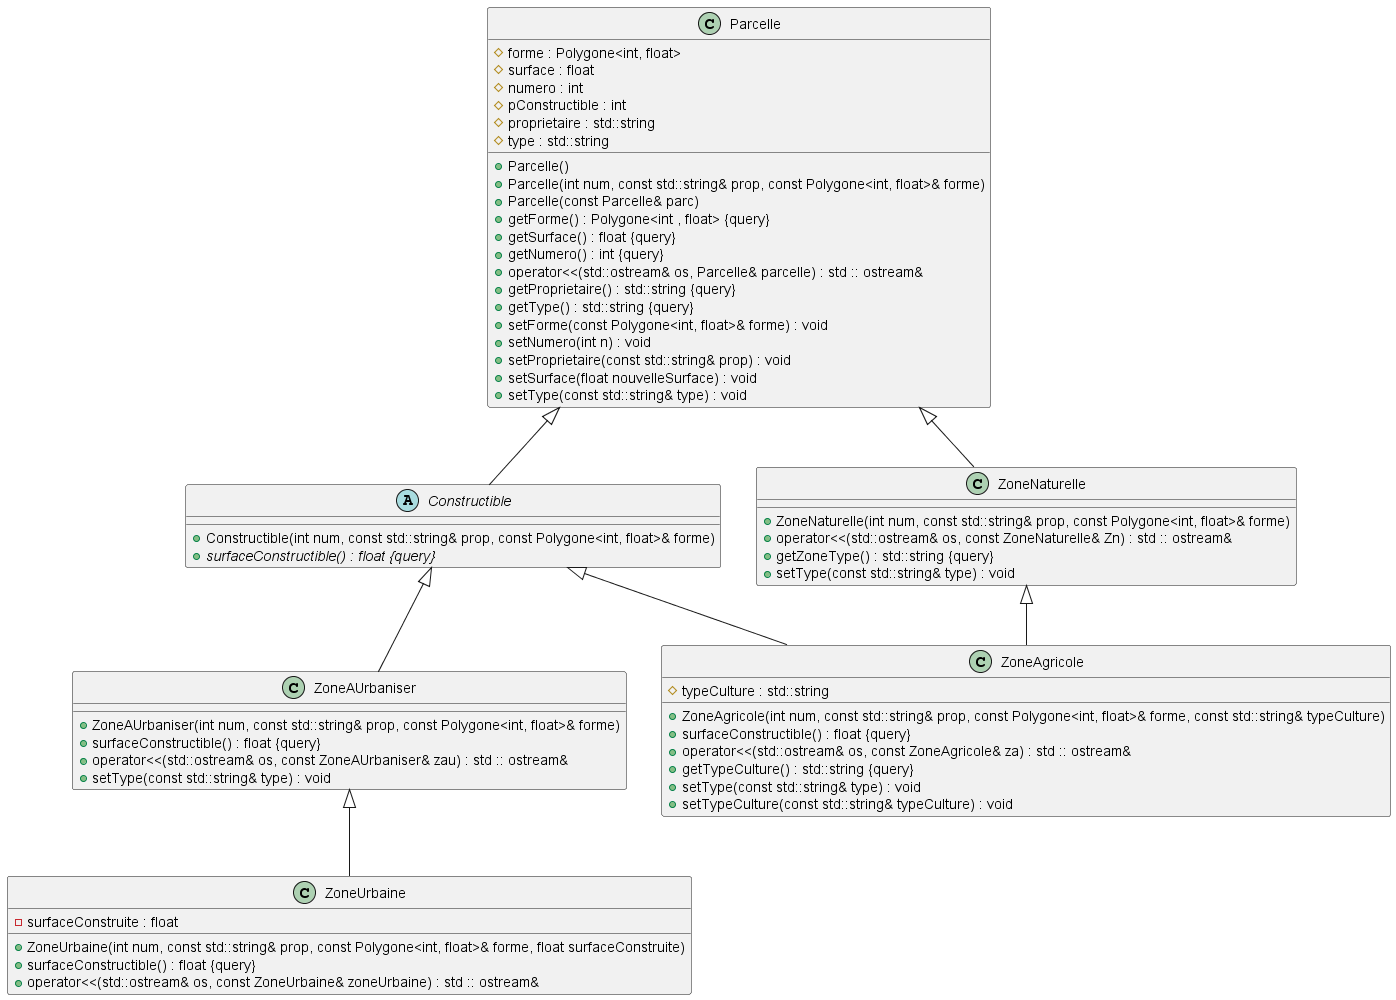 C Parcelle
forme : Polygone<int, float>
surface : float
numero : int
pConstructible : int
proprietaire : std::string
type : std::string
Parcelle()
Parcelle(int num, const std::string& prop, const Polygone<int, float>& forme)
Parcelle(const Parcelle& parc)
getForme() : Polygone<int , float> {query}
getSurface() : float {query}
getNumero() : int {query}
operator<<(std::ostream& os, Parcelle& parcelle) : std :: ostream&
getProprietaire() : std::string {query}
getType() : std::string {query}
setForme(const Polygone<int, float>& forme) : void
setNumero(int n) : void
setProprietaire(const std::string& prop) : void
setSurface(float nouvelleSurface) : void
setType(const std::string& type) : void
A Constructible
Constructible(int num, const std::string& prop, const Polygone<int, float>& forme)
surfaceConstructible() : float {query}
C ZoneNaturelle
ZoneNaturelle(int num, const std::string& prop, const Polygone<int, float>& forme)
operator<<(std::ostream& os, const ZoneNaturelle& Zn) : std :: ostream&
getZoneType() : std::string {query}
setType(const std::string& type) : void
C ZoneAUrbaniser
ZoneAUrbaniser(int num, const std::string& prop, const Polygone<int, float>& forme)
surfaceConstructible() : float {query}
operator<<(std::ostream& os, const ZoneAUrbaniser& zau) : std :: ostream&
setType(const std::string& type) : void
C ZoneAgricole
typeCulture : std::string
ZoneAgricole(int num, const std::string& prop, const Polygone<int, float>& forme, const std::string& typeCulture)
surfaceConstructible() : float {query}
operator<<(std::ostream& os, const ZoneAgricole& za) : std :: ostream&
getTypeCulture() : std::string {query}
setType(const std::string& type) : void
setTypeCulture(const std::string& typeCulture) : void
C ZoneUrbaine
surfaceConstruite : float
ZoneUrbaine(int num, const std::string& prop, const Polygone<int, float>& forme, float surfaceConstruite)
surfaceConstructible() : float {query}
operator<<(std::ostream& os, const ZoneUrbaine& zoneUrbaine) : std :: ostream&